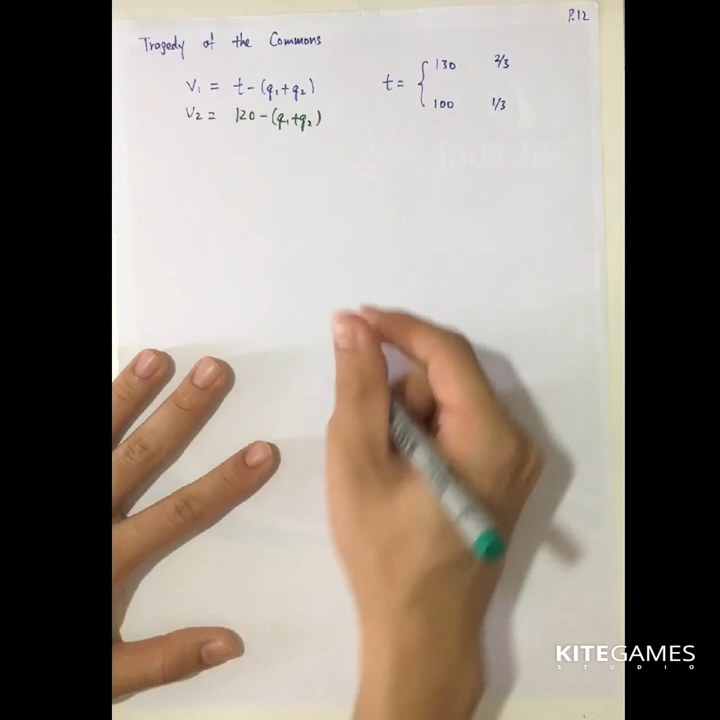 P.12
Tragedy of the Commons
V₁ = t - (q₁+q₂)
t = { 130 2/3
100 1/3
V₂ = 120 - (q₁+q₂)
KITEGAMES
STUDIO